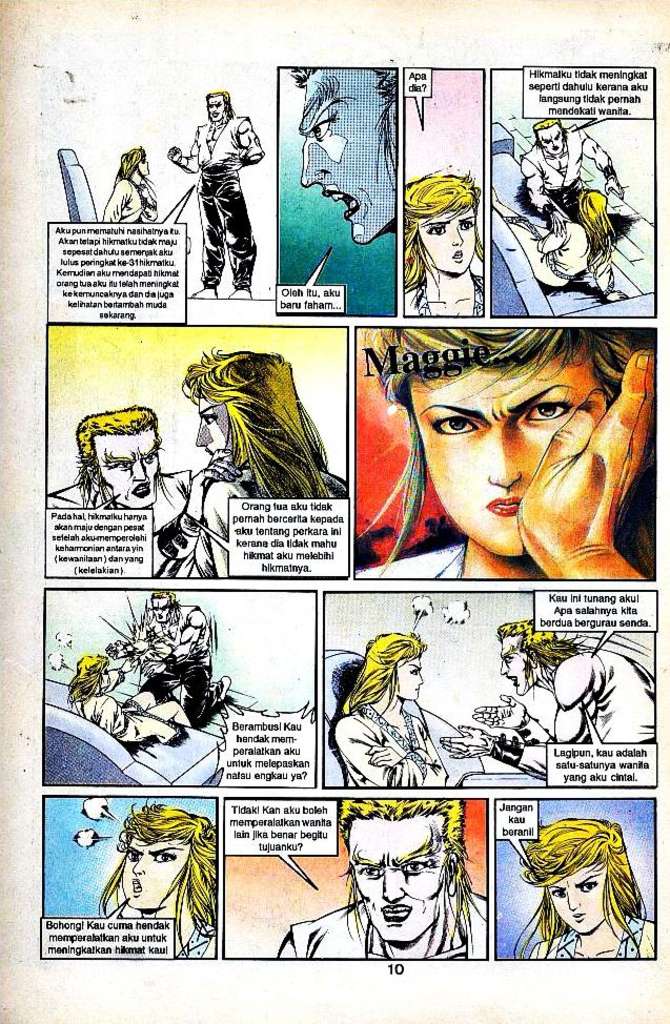 Aku pun mematuhi nasihatnya itu.
Akan tetapi hikmatku tidak maju
sepesat dahulu semenjak aku
lulus peringkat ke-31hikmatku.
Kemudian aku mendapati hikmat
orang tua aku itu telah meningkat
ke kemuncaknya dan dia juga
kelihatan bertambah muda
sekarang.
Oleh itu, aku
baru faham...
Apa
dia?
Hikmatku tidak meningkat
seperti dahulu kerana aku
langsung tidak pernah
mendekati wanita.
Pada hal, hikmatku hanya
akan maju dengan pesat
sekiranya aku memperolehi
keharmonian antara yin
(kewanitaan) dan yang
(kelelakian).
Orang tua aku tidak
pernah bercerita kepada
aku mengenai perkara ini
kerana dia tidak mahu
hikmat aku melebihi
hikmatnya.
Maggie...
Berambus! Kau
hendak mem-
peralatkan aku
untuk melepaskan
nafsu engkau ya?
Kau ini tunang aku!
Apa salahnya kita
berdua bergurau senda.
Lagipun, kau adalah
satu-satunya wanita
yang aku cintai.
Bohong! Kau cuma hendak
memperalatkan aku untuk
meningkatkan hikmat kau!
Tidak! Kan aku boleh
memperalatkan wanita
lain jika benar begitu
tujuanku?
Jangan
kau
berani!
10